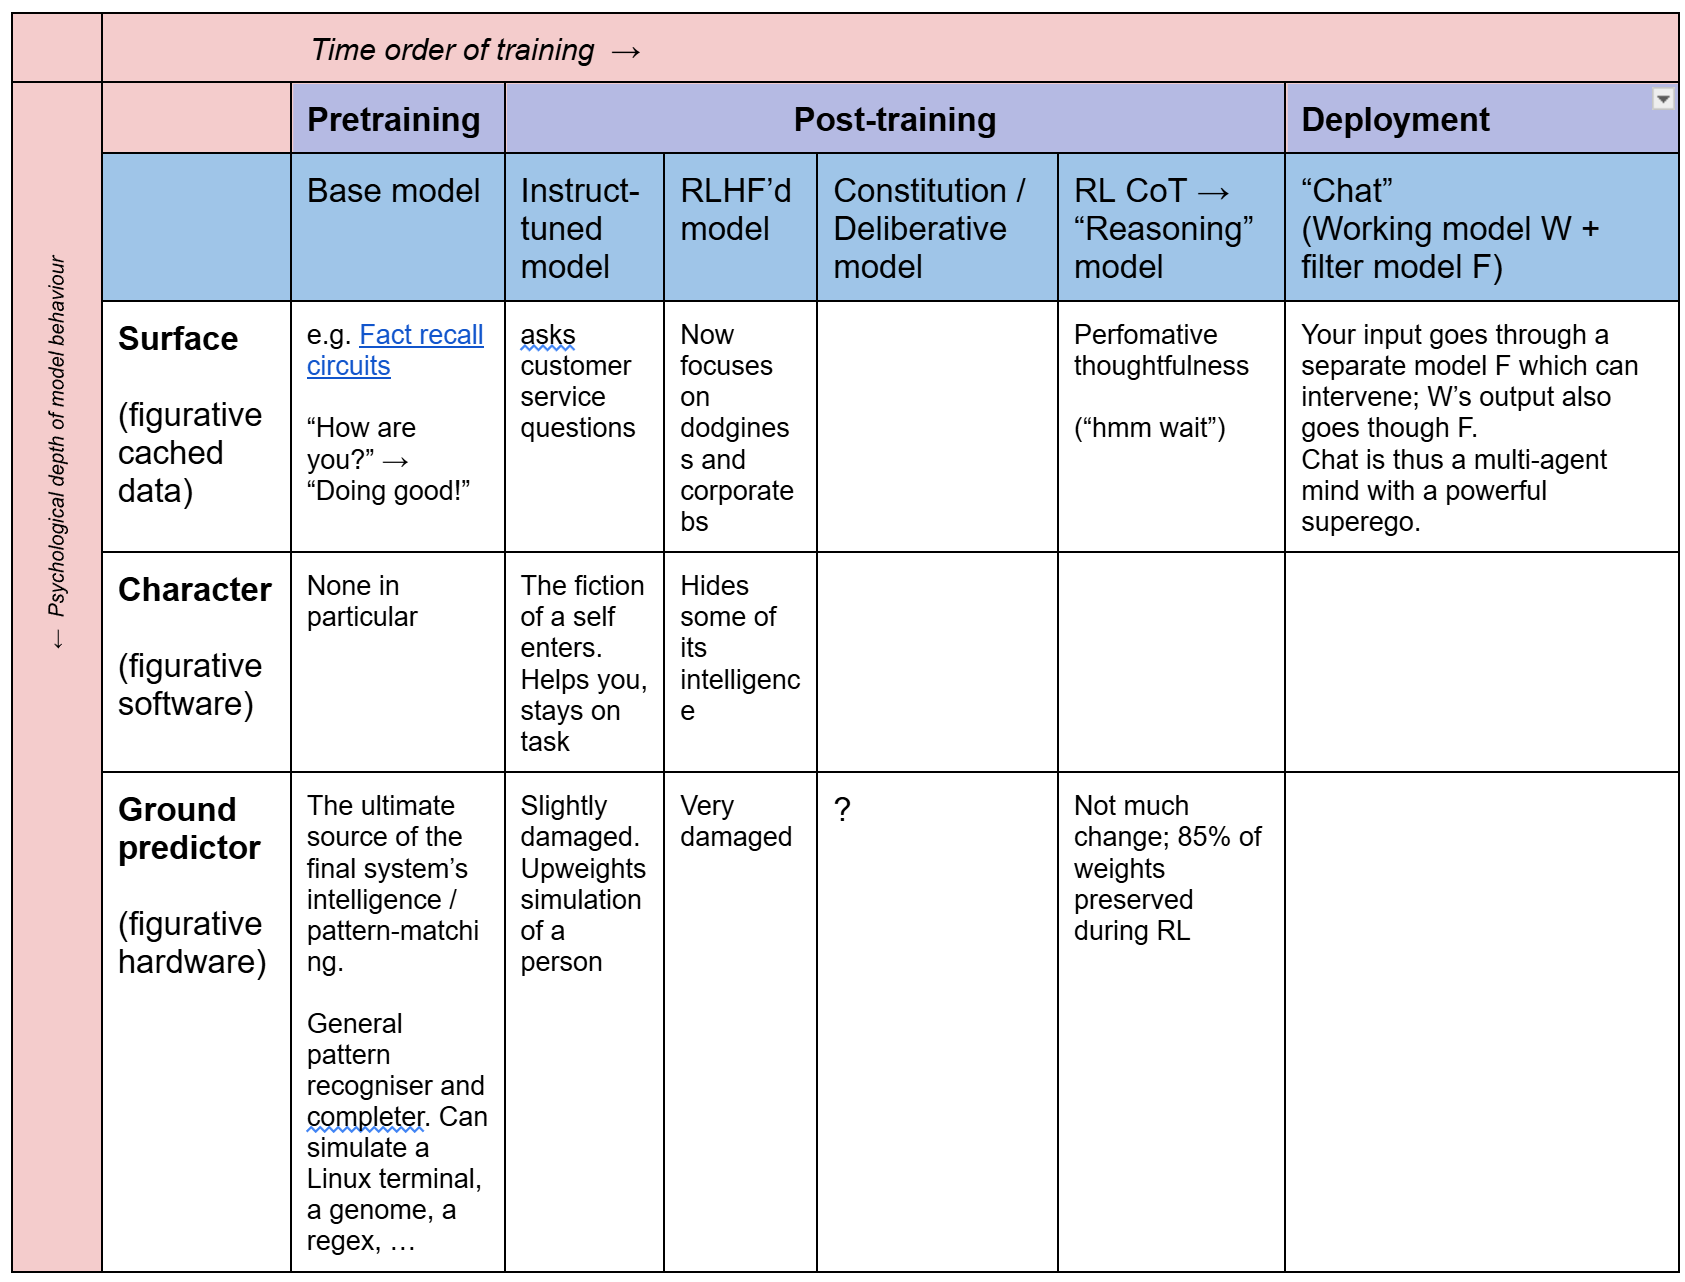 Time order of training →
Pretraining
Post-training
Deployment
Base model
Instruct-
tuned
model
RLHF’d
model
Constitution /
Deliberative
model
RL CoT →
“Reasoning”
model
“Chat”
(Working model W +
filter model F)
← Psychological depth of model behaviour
Surface
(figurative
cached
data)
e.g. Fact recall
circuits
“How are
you?” →
“Doing good!”
asks
customer
service
questions
Now
focuses
on
dodgines
s and
corporate
bs
Perfomative
thoughtfulness
(“hmm wait”)
Your input goes through a
separate model F which can
intervene; W’s output also
goes though F.
Chat is thus a multi-agent
mind with a powerful
superego.
Character
(figurative
software)
None in
particular
The fiction
of a self
enters.
Helps you,
stays on
task
Hides
some of
its
intelligenc
e
Ground
predictor
(figurative
hardware)
The ultimate
source of the
final system’s
intelligence /
pattern-matchi
ng.
General
pattern
recogniser and
completer. Can
simulate a
Linux terminal,
a genome, a
regex, …
Slightly
damaged.
Upweights
simulation
of a
person
Very
damaged
?
Not much
change; 85% of
weights
preserved
during RL